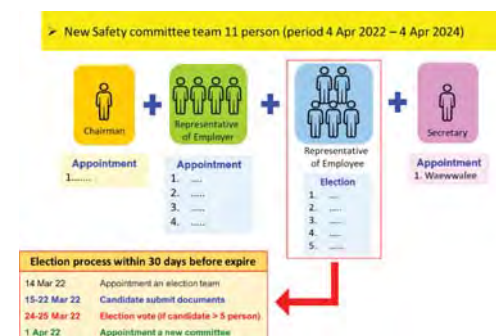 ➢ New Safety committee team 11 person (period 4 Apr 2022 – 4 Apr 2024)
Chairman
Representative
of Employer
Representative
of Employee
Secretary
Appointment
1.......
Appointment
1. ....
2. .....
3. ....
4. ....
Election
1. ....
2. ....
3. ....
4. ....
5. ....
Appointment
1. Waewwalee
Election process within 30 days before expire
14 Mar 22 Appointment an election team
15-22 Mar 22 Candidate submit documents
24-25 Mar 22 Election vote (if candidate > 5 person)
1 Apr 22 Appointment a new committee